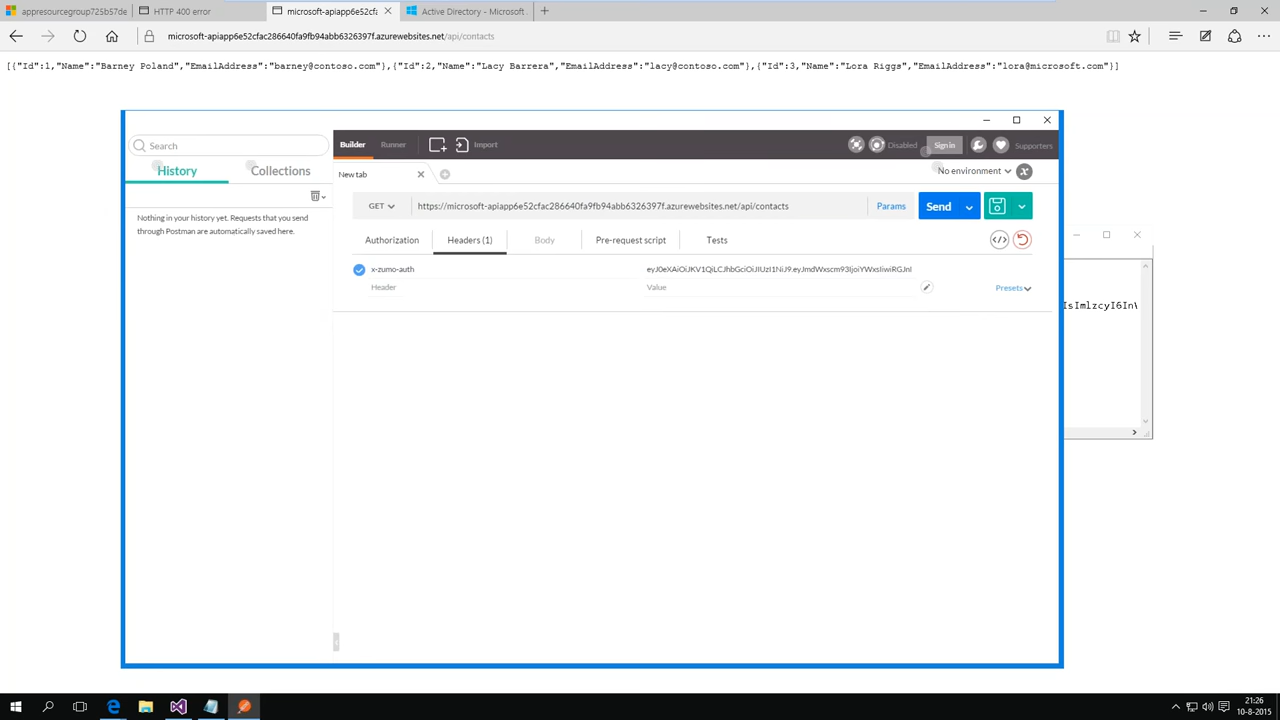 appresourcegroup725b57de
HTTP 400 error
microsoft-apiapp6e52cfa
Active Directory - Microsoft
microsoft-apiapp6e52cfac286640fa9fb94abb6326397f.azurewebsites.net/api/contacts
[{"Id":1,"Name":"Barney Poland","EmailAddress":"barney@contoso.com"},{"Id":2,"Name":"Lacy Barrera","EmailAddress":"lacy@contoso.com"},{"Id":3,"Name":"Lora Riggs","EmailAddress":"lora@microsoft.com"}]
Search
Builder
Runner
Import
Disabled
Sign in
Supporters
History
Collections
New tab
No environment
Nothing in your history yet. Requests that you send
through Postman are automatically saved here.
GET
https://microsoft-apiapp6e52cfac286640fa9fb94abb6326397f.azurewebsites.net/api/contacts
Params
Send
Authorization
Headers (1)
Body
Pre-request script
Tests
x-zumo-auth
Header
Value
Presets
21:26
10-8-2015